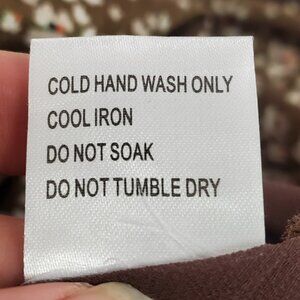 COLD HAND WASH ONLY
COOL IRON
DO NOT SOAK
DO NOT TUMBLE DRY